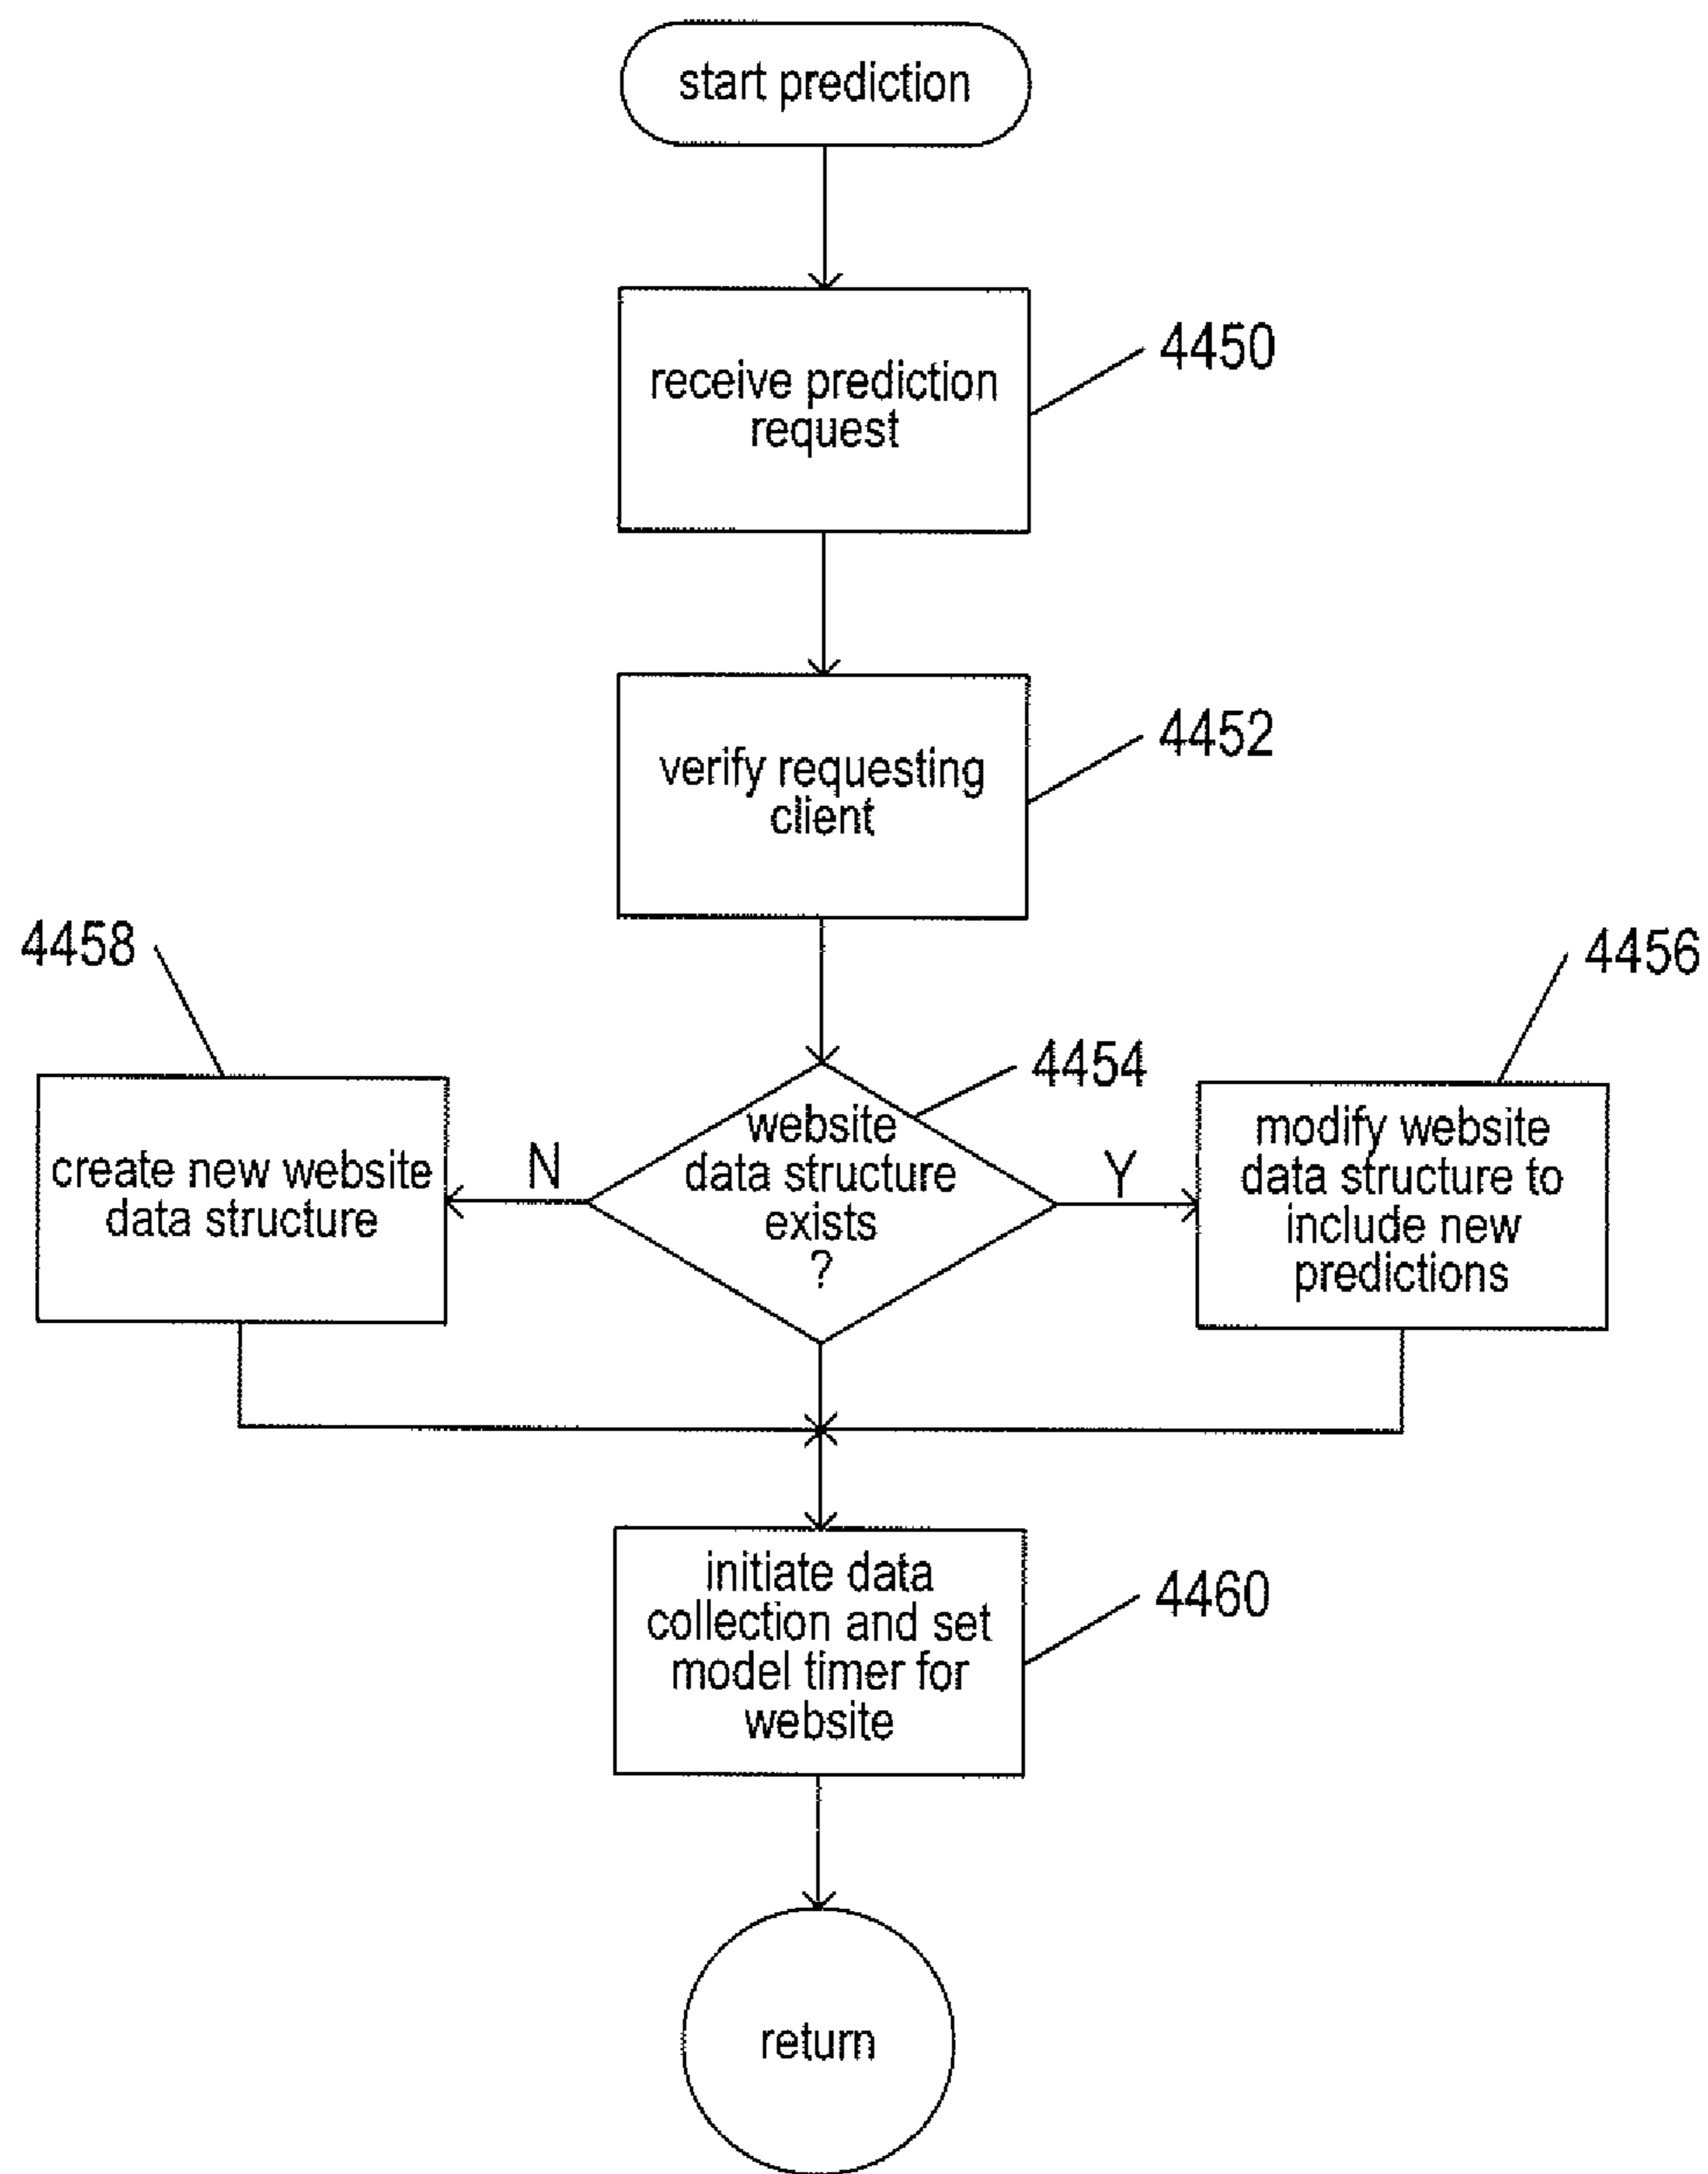 start prediction
receive prediction
request
4450
verify requesting
client
4452
4458
4456
4454
create new website
data structure
N
website
data structure
exists
?
Y
modify website
data structure to
include new
predictions
initiate data
collection and set
model timer for
website
4460
return